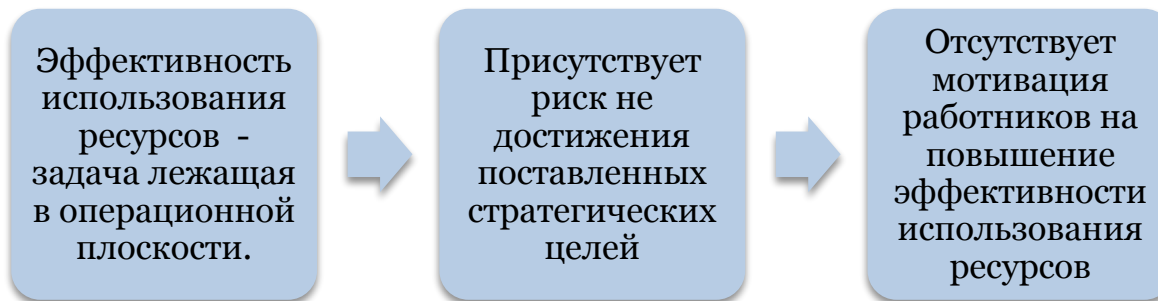 Эффективность
использования
ресурсов -
задача лежащая
в операционной
плоскости.
Присутствует
риск не
достижения
поставленных
стратегических
целей
Отсутствует
мотивация
работников на
повышение
эффективности
использования
ресурсов